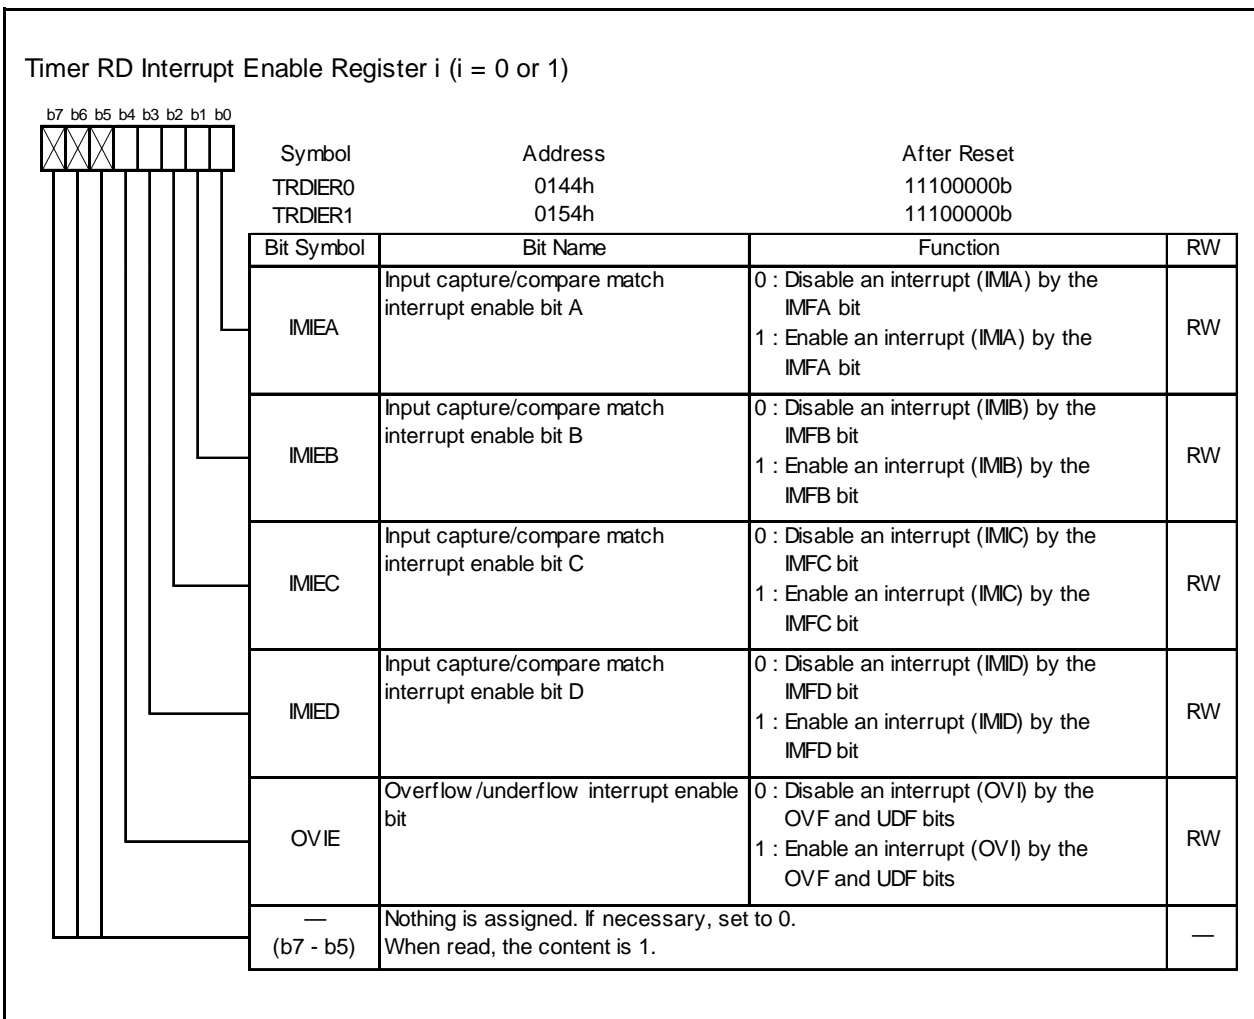 Timer RD Interrupt Enable Register i (i = 0 or 1)
b7 b6 b5 b4 b3 b2 b1 b0
Symbol Address After Reset
TRDIER0 0144h 11100000b
TRDIER1 0154h 11100000b
Bit Symbol Bit Name Function RW
IMIEA
Input capture/compare match
interrupt enable bit A
0 : Disable an interrupt (IMIA) by the
IMFA bit
1 : Enable an interrupt (IMIA) by the
IMFA bit
RW
IMIEB
Input capture/compare match
interrupt enable bit B
0 : Disable an interrupt (IMIB) by the
IMFB bit
1 : Enable an interrupt (IMIB) by the
IMFB bit
RW
IMIEC
Input capture/compare match
interrupt enable bit C
0 : Disable an interrupt (IMIC) by the
IMFC bit
1 : Enable an interrupt (IMIC) by the
IMFC bit
RW
IMIED
Input capture/compare match
interrupt enable bit D
0 : Disable an interrupt (IMID) by the
IMFD bit
1 : Enable an interrupt (IMID) by the
IMFD bit
RW
OVIE
Overflow/underflow interrupt enable
bit
0 : Disable an interrupt (OVI) by the
OVF and UDF bits
1 : Enable an interrupt (OVI) by the
OVF and UDF bits
RW
—
(b7 - b5)
Nothing is assigned. If necessary, set to 0.
When read, the content is 1.
—